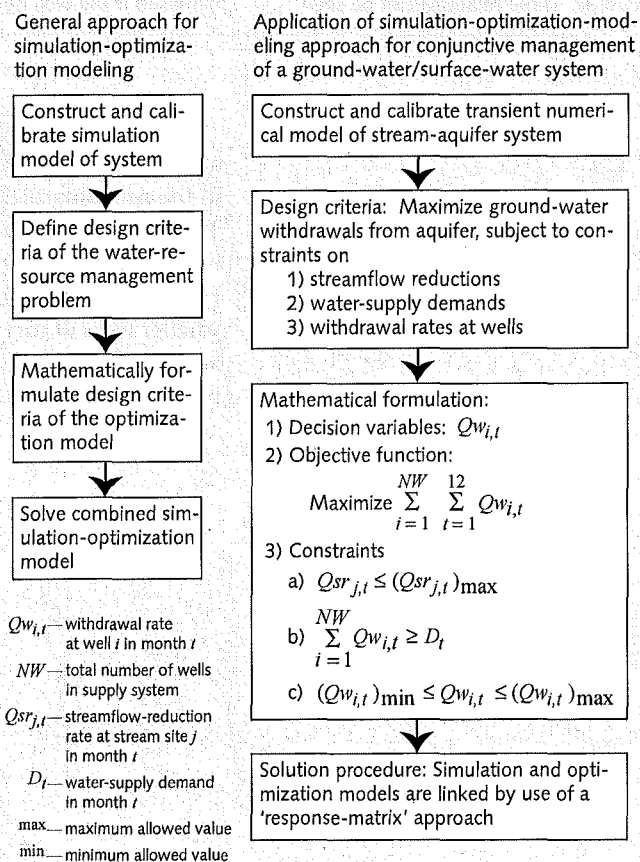 General approach for
simulation-optimiza-
tion modeling
Construct and cali-
brate simulation
model of system
Define design crite-
ria of the water-re-
source management
problem
Mathematically for-
mulate design crite-
ria of the optimiza-
tion model
Solve combined sim-
ulation-optimization
model
Qw_{i,t}—withdrawal rate
at well i in month t
NW—total number of wells
in supply system
Qsr_{j,t}—streamflow-reduction
rate at stream site j
in month t
D_t—water-supply demand
in month t
max—maximum allowed value
min—minimum allowed value
Application of simulation-optimization-mod-
eling approach for conjunctive management
of a ground-water/surface-water system
Construct and calibrate transient numeri-
cal model of stream-aquifer system
Design criteria: Maximize ground-water
withdrawals from aquifer, subject to con-
straints on
1) streamflow reductions
2) water-supply demands
3) withdrawal rates at wells
Mathematical formulation:
1) Decision variables: Qw_{i,t}
2) Objective function:
NW 12
Maximize Σ Σ Qw_{i,t}
i = 1 t = 1
3) Constraints
a) Qsr_{j,t} ≤ (Qsr_{j,t})max
NW
b) Σ Qw_{i,t} ≥ D_t
i = 1
c) (Qw_{i,t})min ≤ Qw_{i,t} ≤ (Qw_{i,t})max
Solution procedure: Simulation and opti-
mization models are linked by use of a
'response-matrix' approach